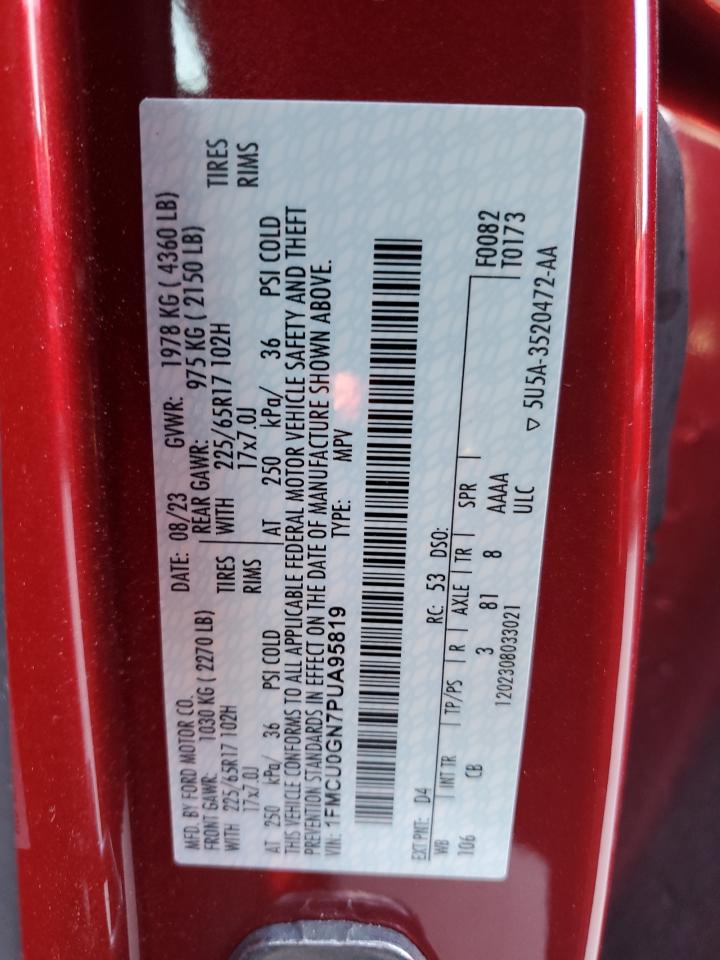 MFD. BY FORD MOTOR CO.
DATE: 08/23 GVWR: 1978 KG ( 4360 LB)
FRONT GAWR: 1030 KG ( 2270 LB) REAR GAWR: 975 KG ( 2150 LB)
WITH 225/65R17 102H TIRES WITH 225/65R17 102H TIRES
17x7.0J RIMS 17x7.0J RIMS
AT 250 kPa/ 36 PSI COLD AT 250 kPa/ 36 PSI COLD
THIS VEHICLE CONFORMS TO ALL APPLICABLE FEDERAL MOTOR VEHICLE SAFETY AND THEFT
PREVENTION STANDARDS IN EFFECT ON THE DATE OF MANUFACTURE SHOWN ABOVE.
VIN: 1FMCU0GN7PUA95819 TYPE: MPV
EXT PNT: D4 RC: 53 DSO: F0082
WB INT TR TP/PS R AXLE TR SPR T0173
106 CB 3 81 8 AAAA
ULC
1202308033021 ▽ 5U5A-3520472-AA